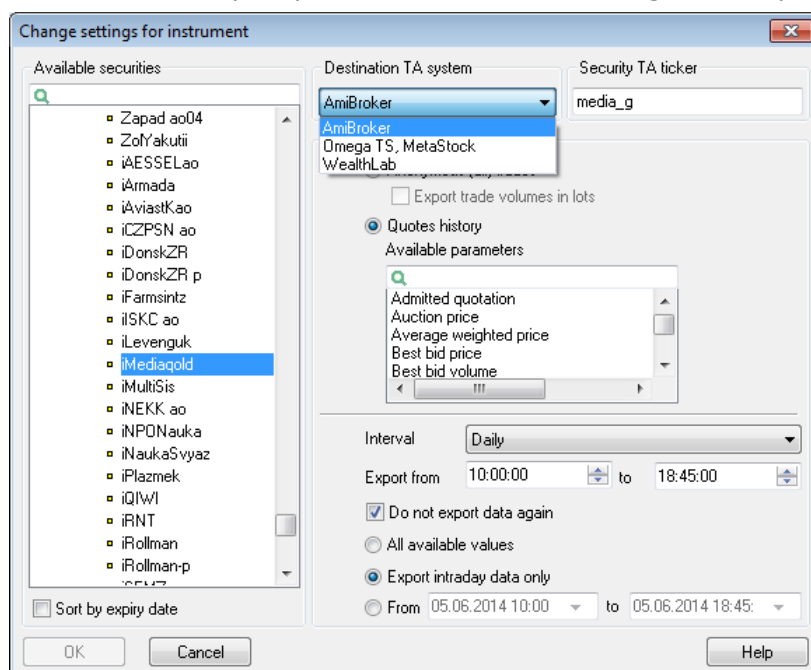 Change settings for instrument
Available securities
Zapad ao04
ZolYakutii
iAESSELao
iArmada
iAviastKao
iCZPSN ao
iDonskZR
iDonskZR p
iFarmsintz
iISKC ao
iLevenguk
iMediagold
iMultiSis
iNEKK ao
iNPONauka
iNaukaSvyaz
iPlazmek
iQIWI
iRNT
iRollman
iRollman-p
Sort by expiry date
OK
Cancel
Destination TA system
AmiBroker
AmiBroker
Omega TS, MetaStock
WealthLab
Security TA ticker
media_g
Export trade volumes in lots
Quotes history
Available parameters
Admitted quotation
Auction price
Average weighted price
Best bid price
Best bid volume
Interval Daily
Export from 10:00:00 to 18:45:00
Do not export data again
All available values
Export intraday data only
From 05.06.2014 10:00 to 05.06.2014 18:45:
Help